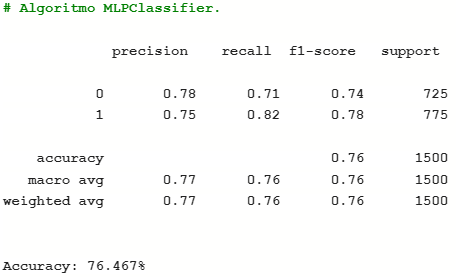 # Algoritmo MLPClassifier.
precision recall f1-score support
0 0.78 0.71 0.74 725
1 0.75 0.82 0.78 775
accuracy 0.76 1500
macro avg 0.77 0.76 0.76 1500
weighted avg 0.77 0.76 0.76 1500
Accuracy: 76.467%